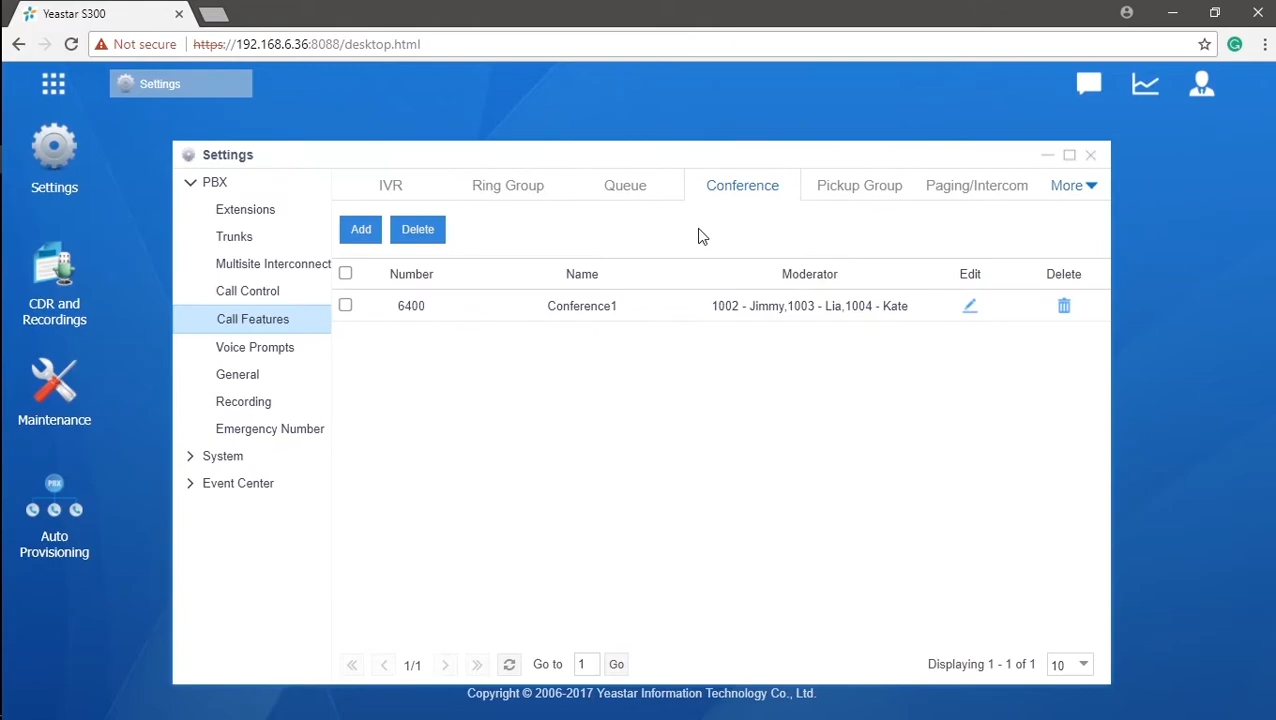 Yeastar S300
Not secure https://192.168.6.36:8088/desktop.html
Settings
Settings
CDR and
Recordings
Maintenance
PBX
Auto
Provisioning
Settings
PBX
Extensions
Trunks
Multisite Interconnect
Call Control
Call Features
Voice Prompts
General
Recording
Emergency Number
System
Event Center
IVR Ring Group Queue Conference Pickup Group Paging/Intercom More
Add Delete
Number Name Moderator Edit Delete
6400 Conference1 1002 - Jimmy,1003 - Lia,1004 - Kate
1/1 Go to 1 Go Displaying 1 - 1 of 1 10
Copyright © 2006-2017 Yeastar Information Technology Co., Ltd.